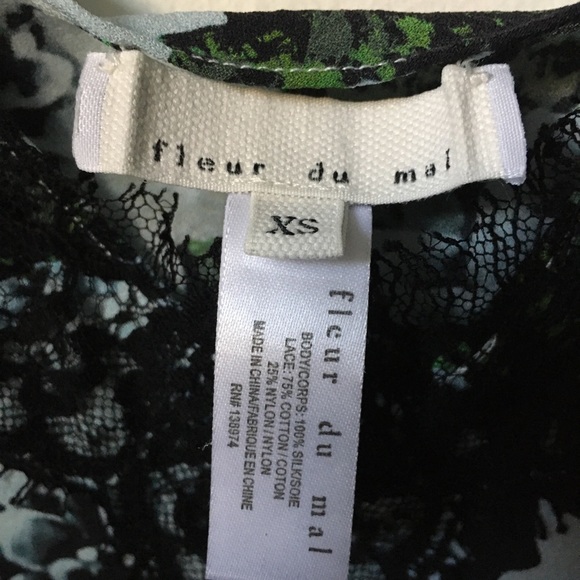 fleur du mal
XS
fleur du mal
BODY/CORPS: 100% SILK/SOIE
LACE: 75% COTTON / COTON
25% NYLON / NYLON
MADE IN CHINA/FABRIQUE EN CHINE
RN# 138974